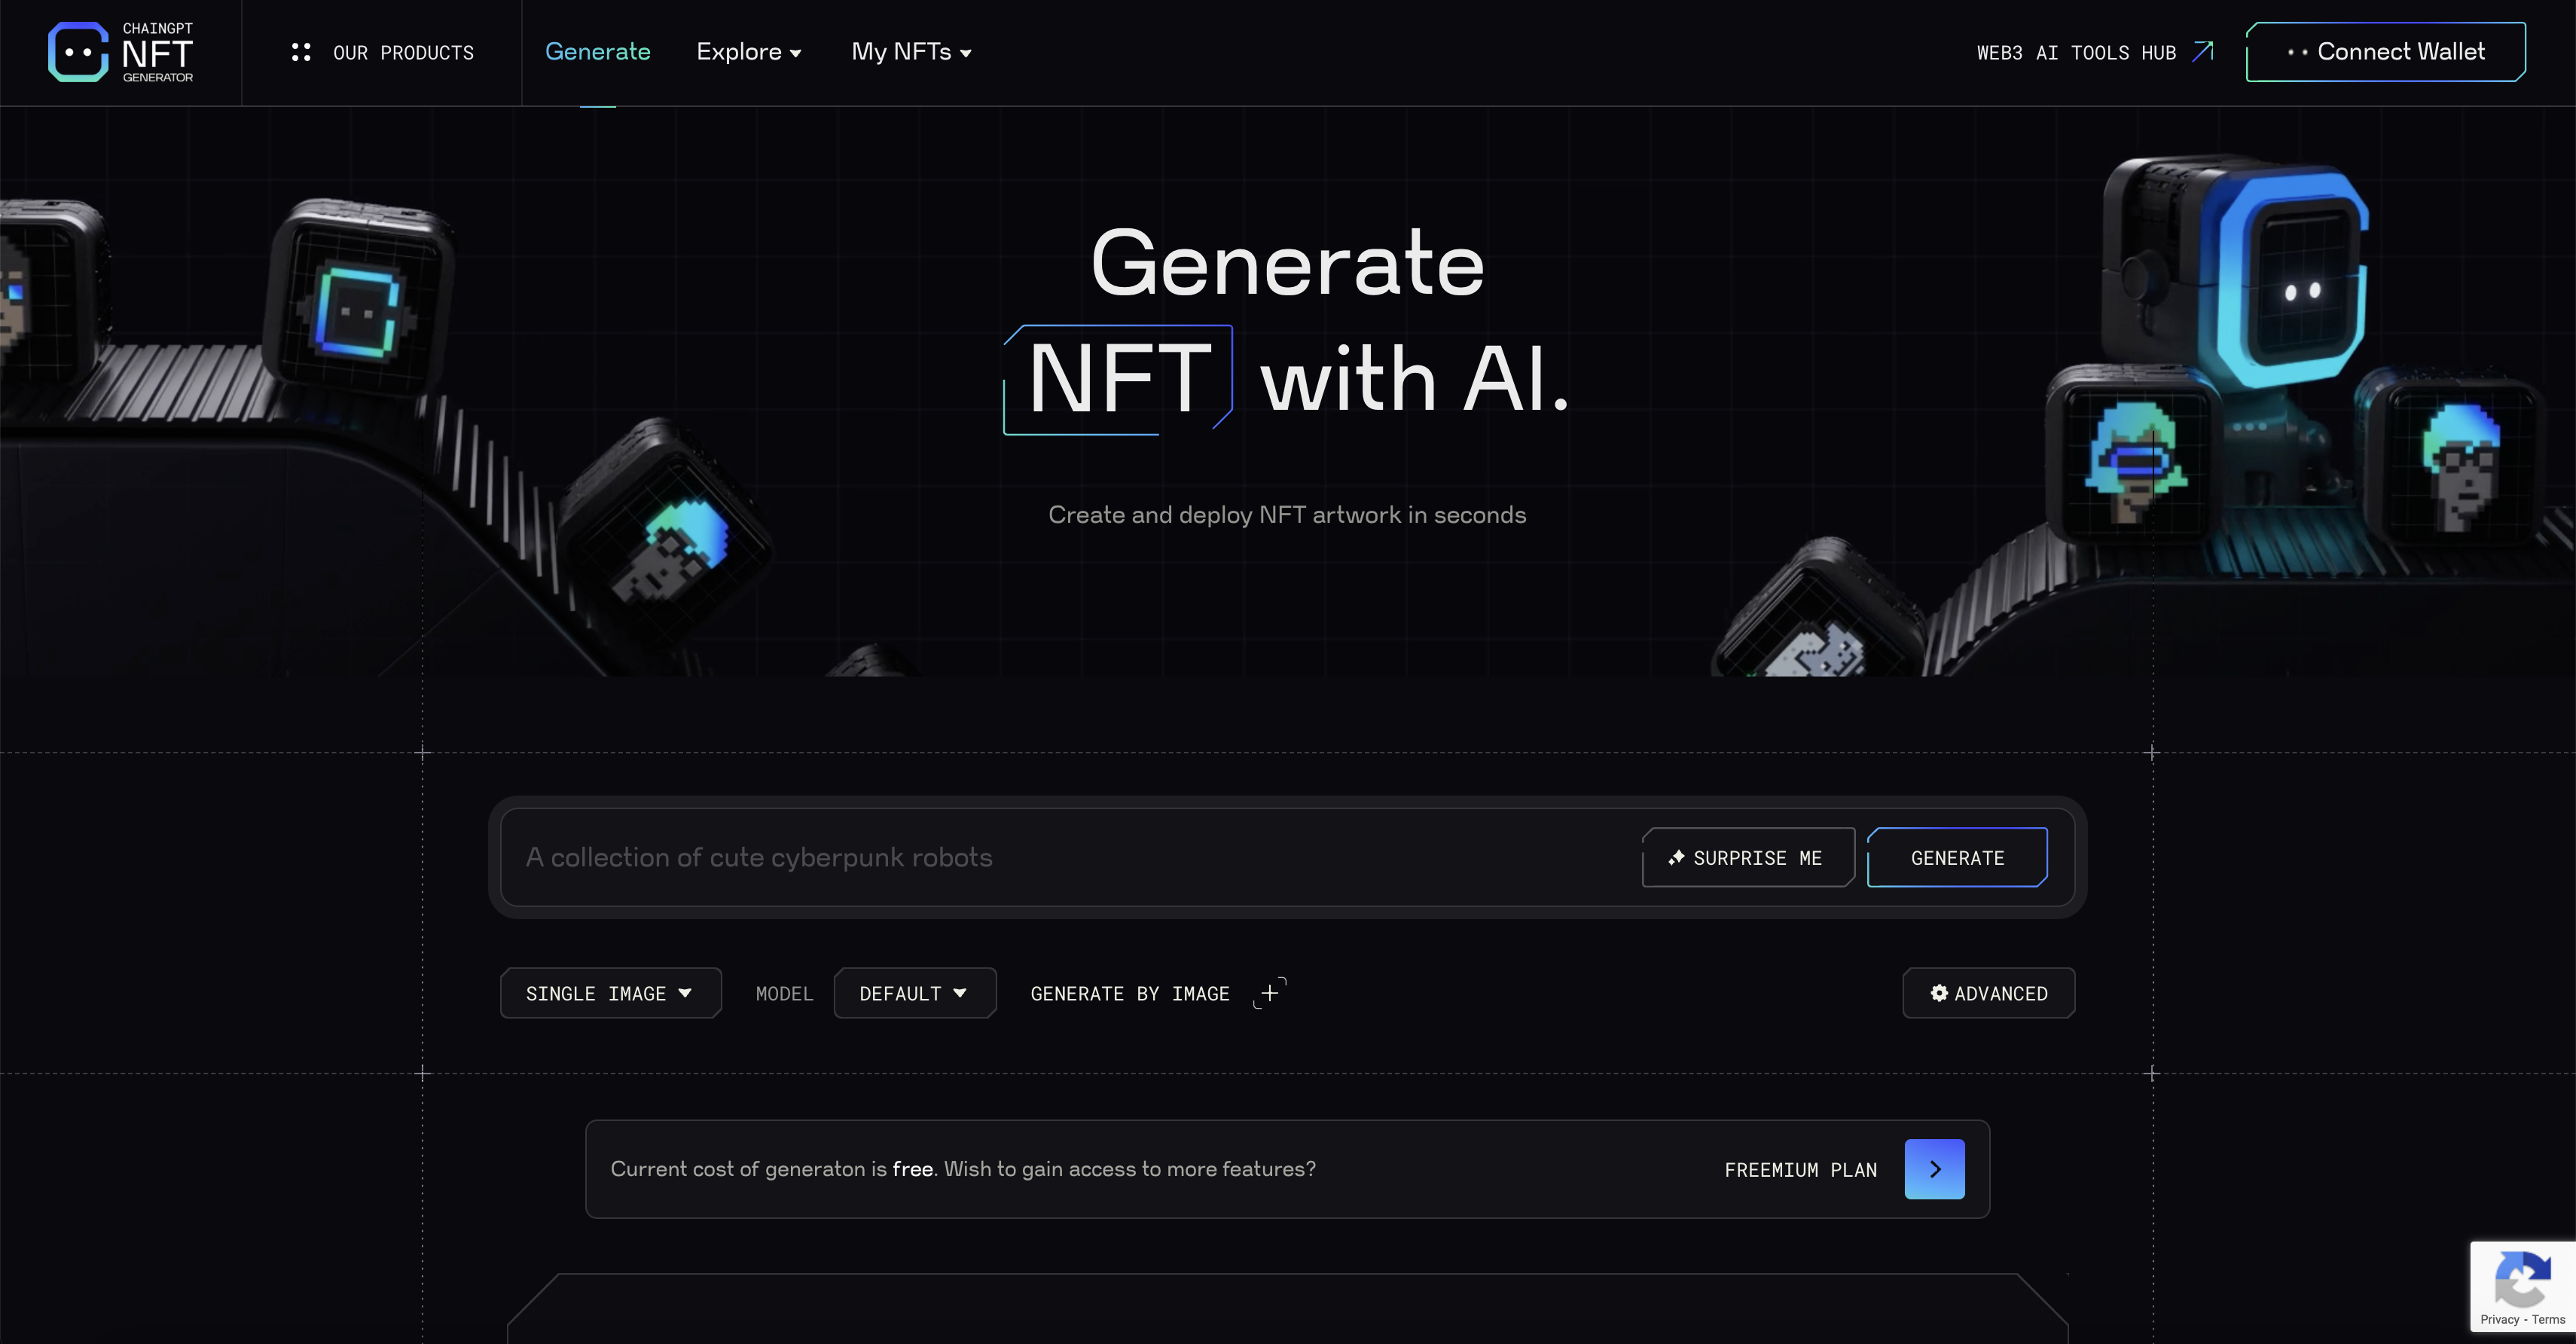 CHAINGPT
NFT
GENERATOR
OUR PRODUCTS
Generate
Explore
My NFTs
WEB3 AI TOOLS HUB
Connect Wallet
Generate
NFT with AI.
Create and deploy NFT artwork in seconds
A collection of cute cyberpunk robots
SURPRISE ME
GENERATE
SINGLE IMAGE
MODEL
DEFAULT
GENERATE BY IMAGE
ADVANCED
Current cost of generaton is free. Wish to gain access to more features?
FREEMIUM PLAN
Privacy - Terms